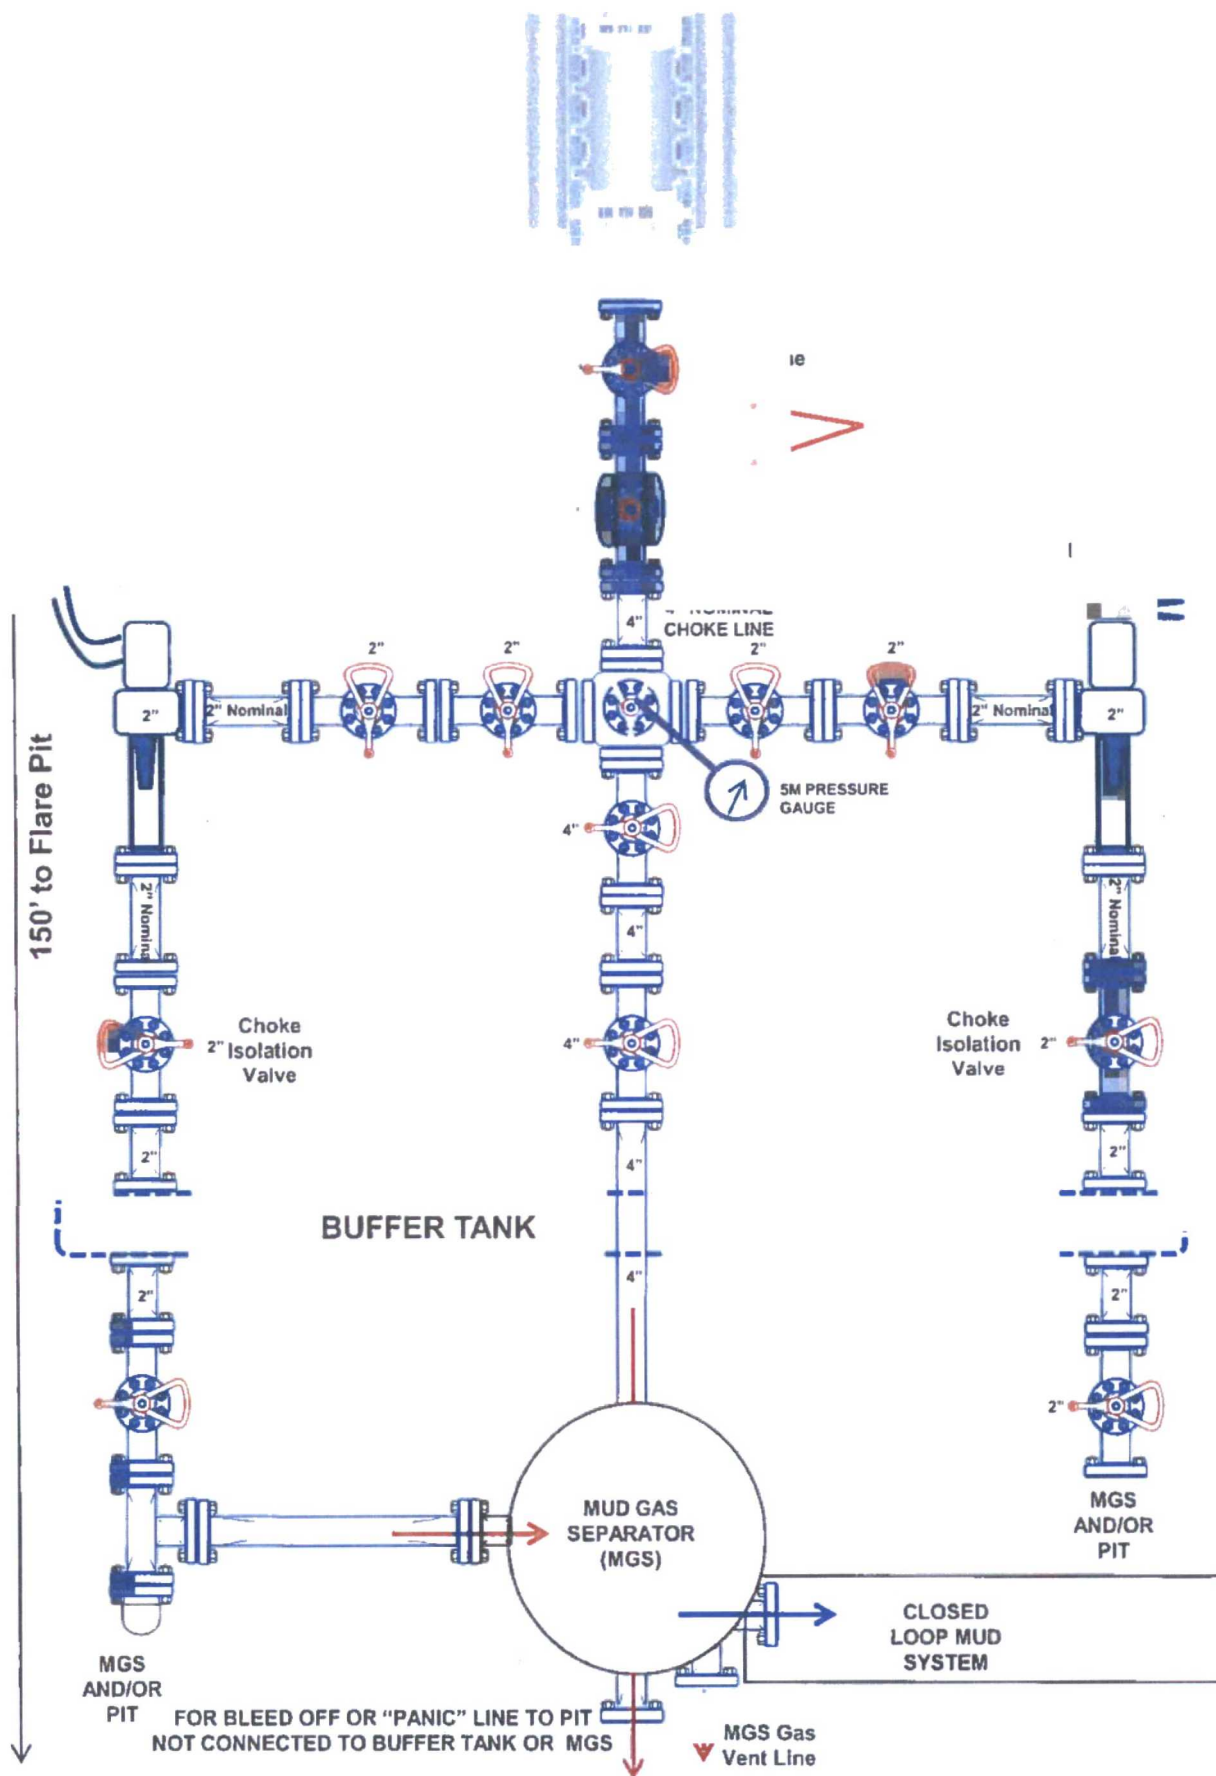 4"
CHOKE LINE
2"
2"
2"
2"
2"
2" Nominal
2" Nominal
2"
5M PRESSURE
GAUGE
150' to Flare Pit
4"
2" Nomina
4"
2" Nominal
Choke
Isolation
Valve
2"
4"
Choke
Isolation
Valve
2"
2"
4"
2"
BUFFER TANK
2"
4"
2"
2"
MUD GAS
SEPARATOR
(MGS)
MGS
AND/OR
PIT
CLOSED
LOOP MUD
SYSTEM
MGS
AND/OR
PIT
FOR BLEED OFF OR "PANIC" LINE TO PIT
NOT CONNECTED TO BUFFER TANK OR MGS
MGS Gas
Vent Line